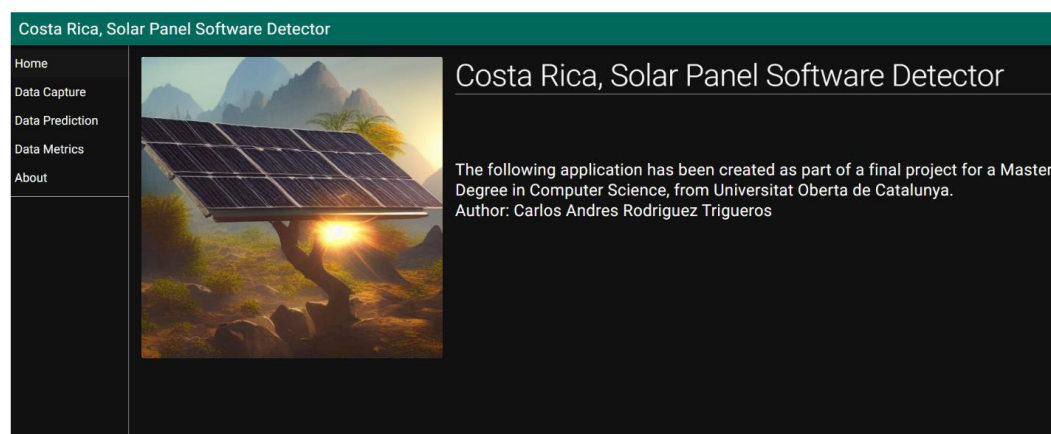 Costa Rica, Solar Panel Software Detector
Home
Data Capture
Data Prediction
Data Metrics
About
Costa Rica, Solar Panel Software Detector
The following application has been created as part of a final project for a Master
Degree in Computer Science, from Universitat Oberta de Catalunya.
Author: Carlos Andres Rodriguez Trigueros